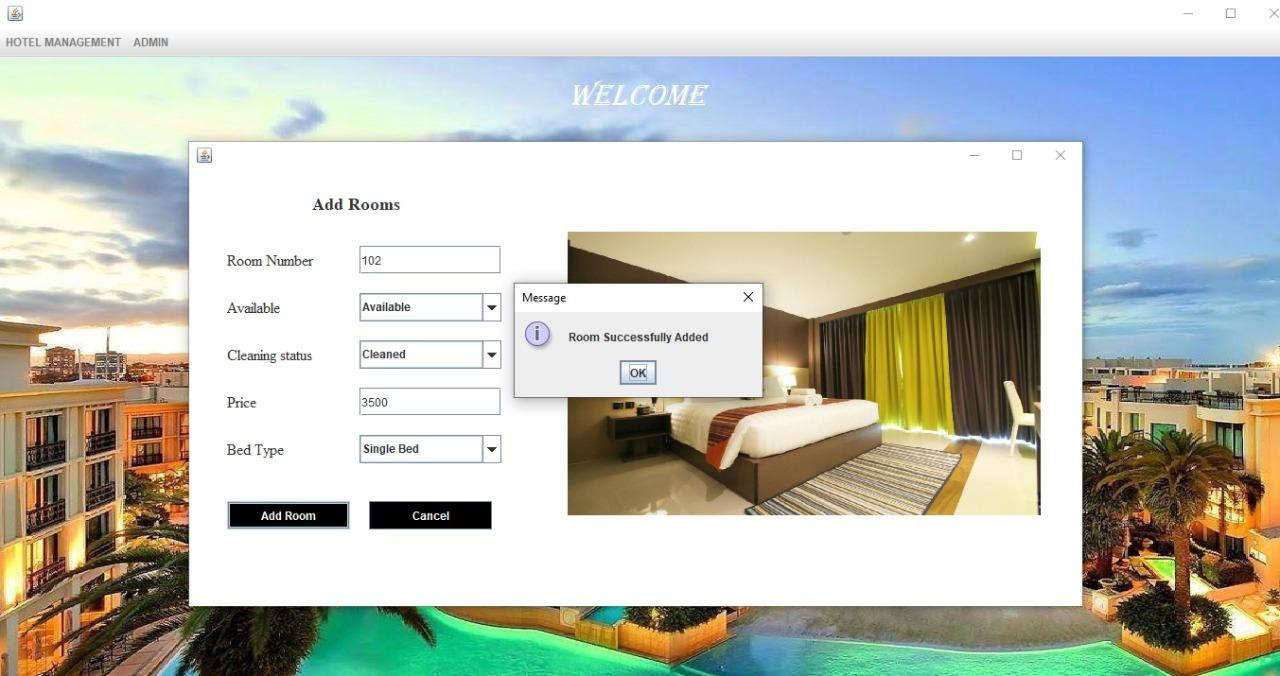 HOTEL MANAGEMENT ADMIN
WELCOME
Add Rooms
Room Number 102
Available Available
Cleaning status Cleaned
Price 3500
Bed Type Single Bed
Add Room Cancel
Message
Room Successfully Added
OK